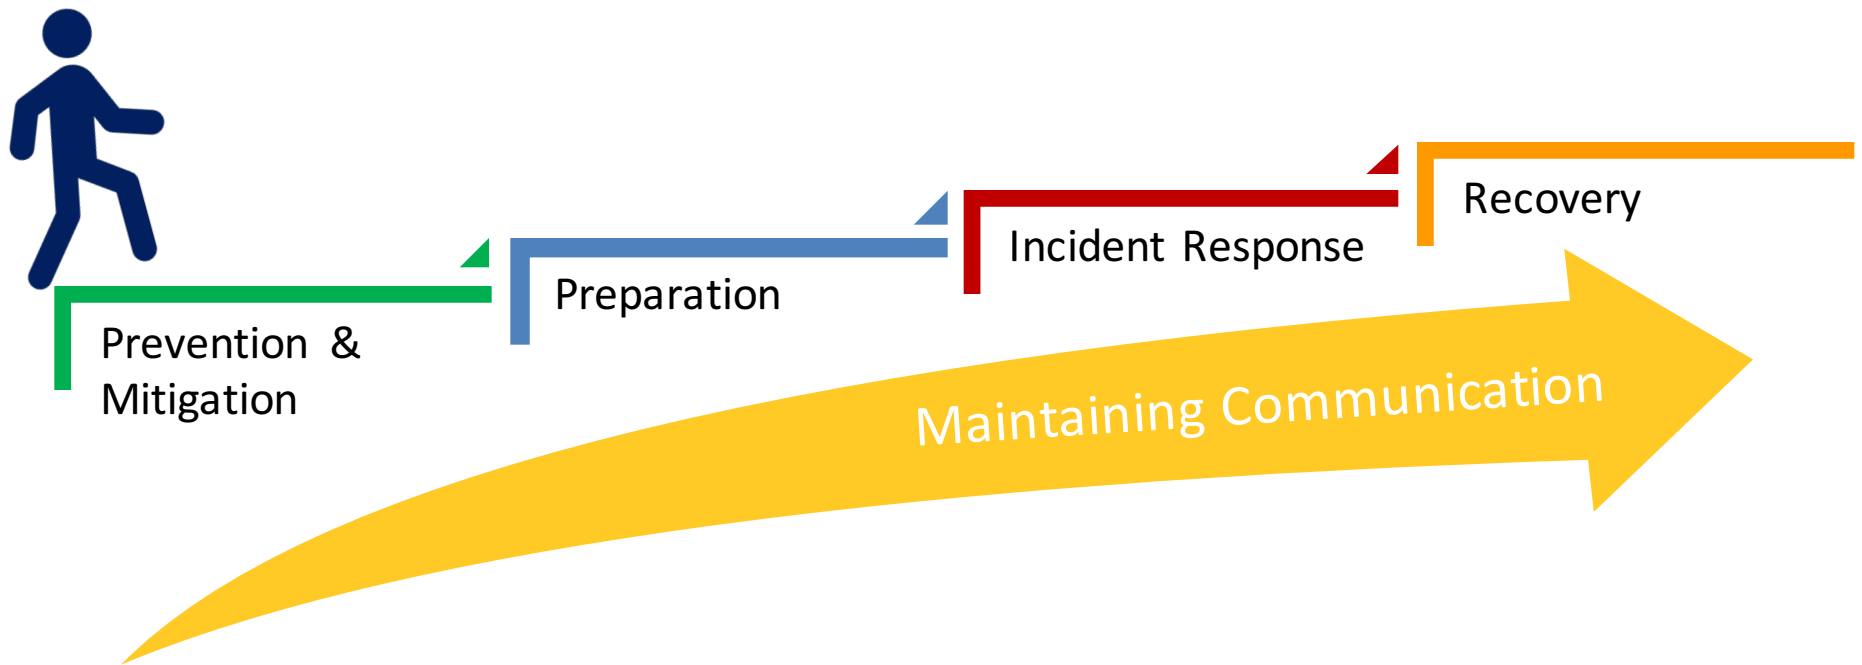 Prevention & 
Mitigation
Preparation
Incident Response
Recovery
Maintaining Communication